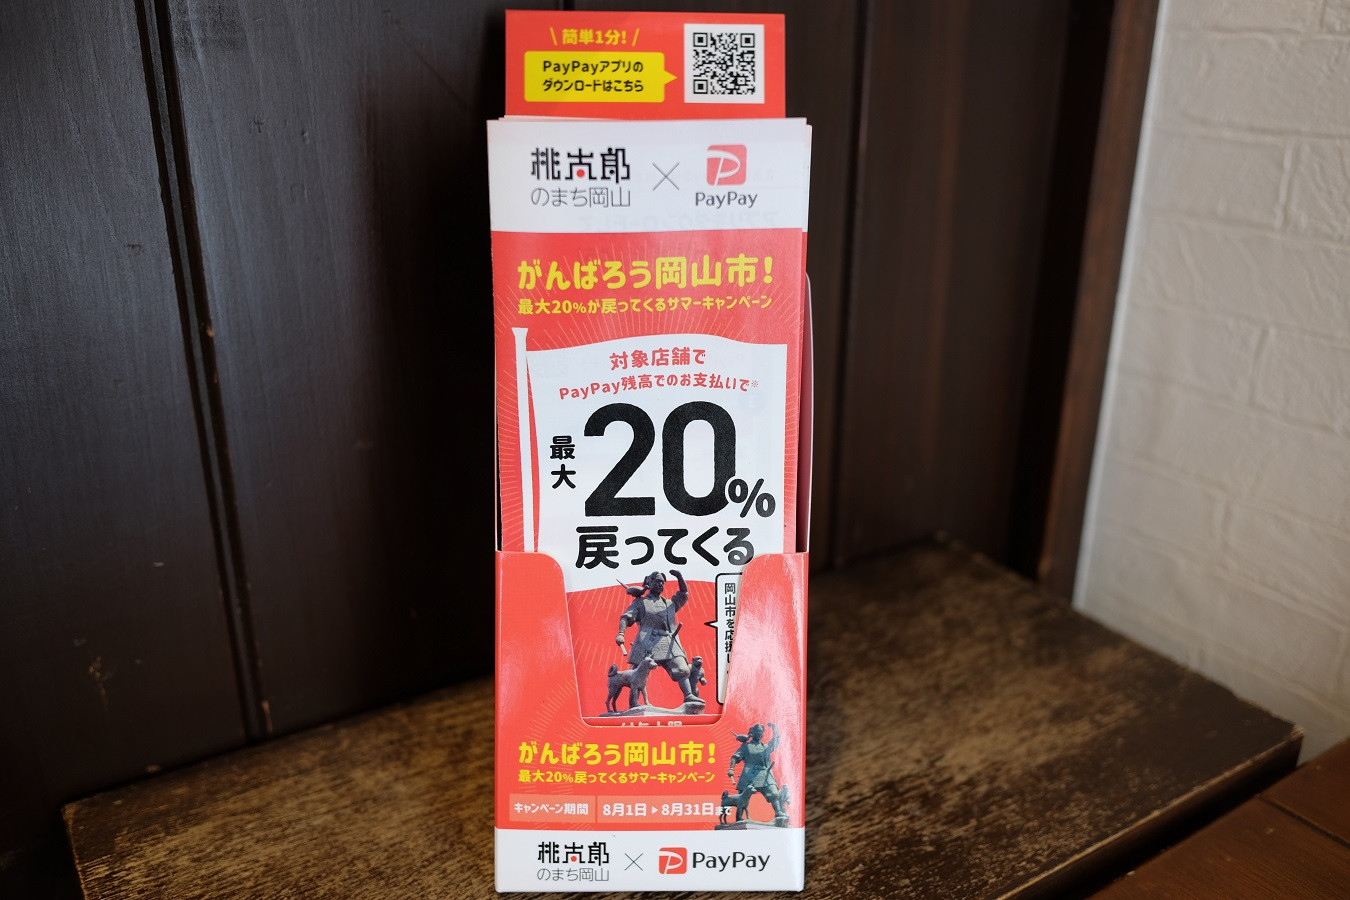 簡単1分!
PayPayアプリの
ダウンロードはこちら
桃太郎
のまち岡山
×
PayPay
がんばろう岡山市!
最大20%が戻ってくるサマーキャンペーン
対象店舗で
PayPay残高でのお支払いで※
最大
20%
戻ってくる
岡山市を応援し
がんばろう岡山市!
最大20%戻ってくるサマーキャンペーン
キャンペーン期間 8月1日▶8月31日まで
桃太郎
のまち岡山
×
PayPay